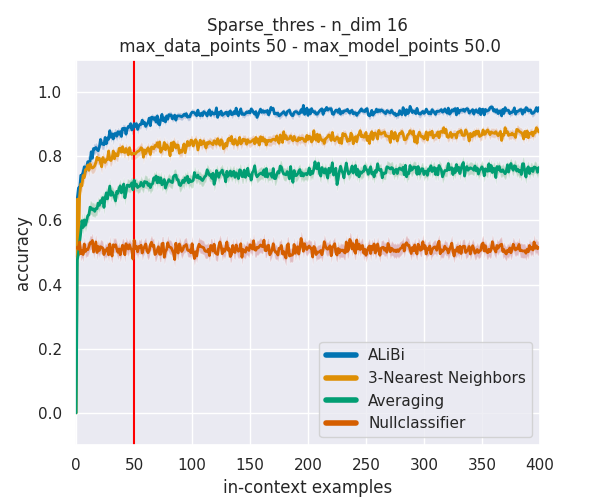 Sparse_thres - n_dim 16
max_data_points 50 - max_model_points 50.0
1.0
0.8
0.6
0.4
0.2
0.0
accuracy
ALiBi
3-Nearest Neighbors
Averaging
Nullclassifier
0 50 100 150 200 250 300 350 400
in-context examples